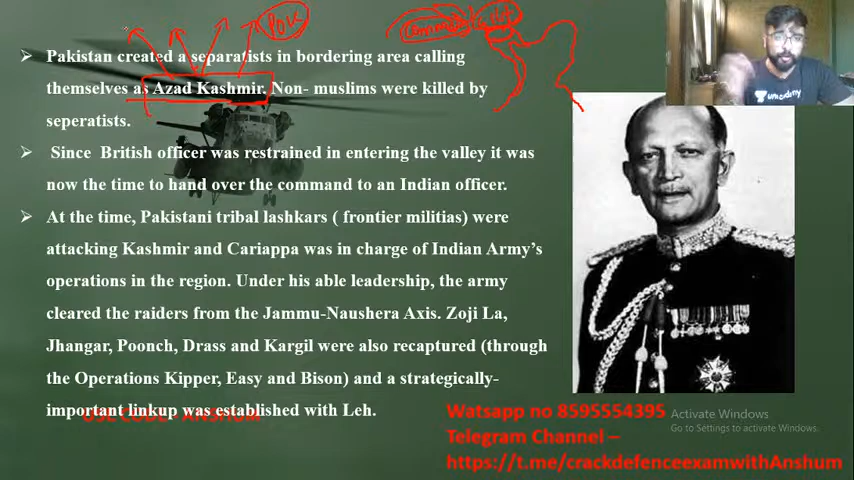 POK
Pakistan created a separatists in bordering area calling
themselves as Azad Kashmir. Non- muslims were killed by
seperatists.
Since British officer was restrained in entering the valley it was
now the time to hand over the command to an Indian officer.
At the time, Pakistani tribal lashkars ( frontier militias) were
attacking Kashmir and Cariappa was in charge of Indian Army’s
operations in the region. Under his able leadership, the army
cleared the raiders from the Jammu-Naushera Axis. Zoji La,
Jhangar, Poonch, Drass and Kargil were also recaptured (through
the Operations Kipper, Easy and Bison) and a strategically-
important linkup was established with Leh.
USE CODE - ANSHUM
Watsapp no 8595554395
Telegram Channel –
https://t.me/crackdefenceexamwithAnshum
Activate Windows
Go to Settings to activate Windows.